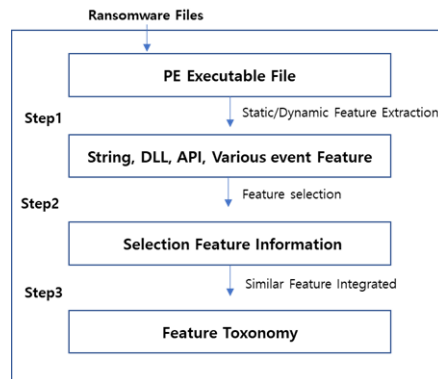 Ransomware Files
PE Executable File
Step1
Static/Dynamic Feature Extraction
String, DLL, API, Various event Feature
Step2
Feature selection
Selection Feature Information
Step3
Similar Feature Integrated
Feature Toxonomy